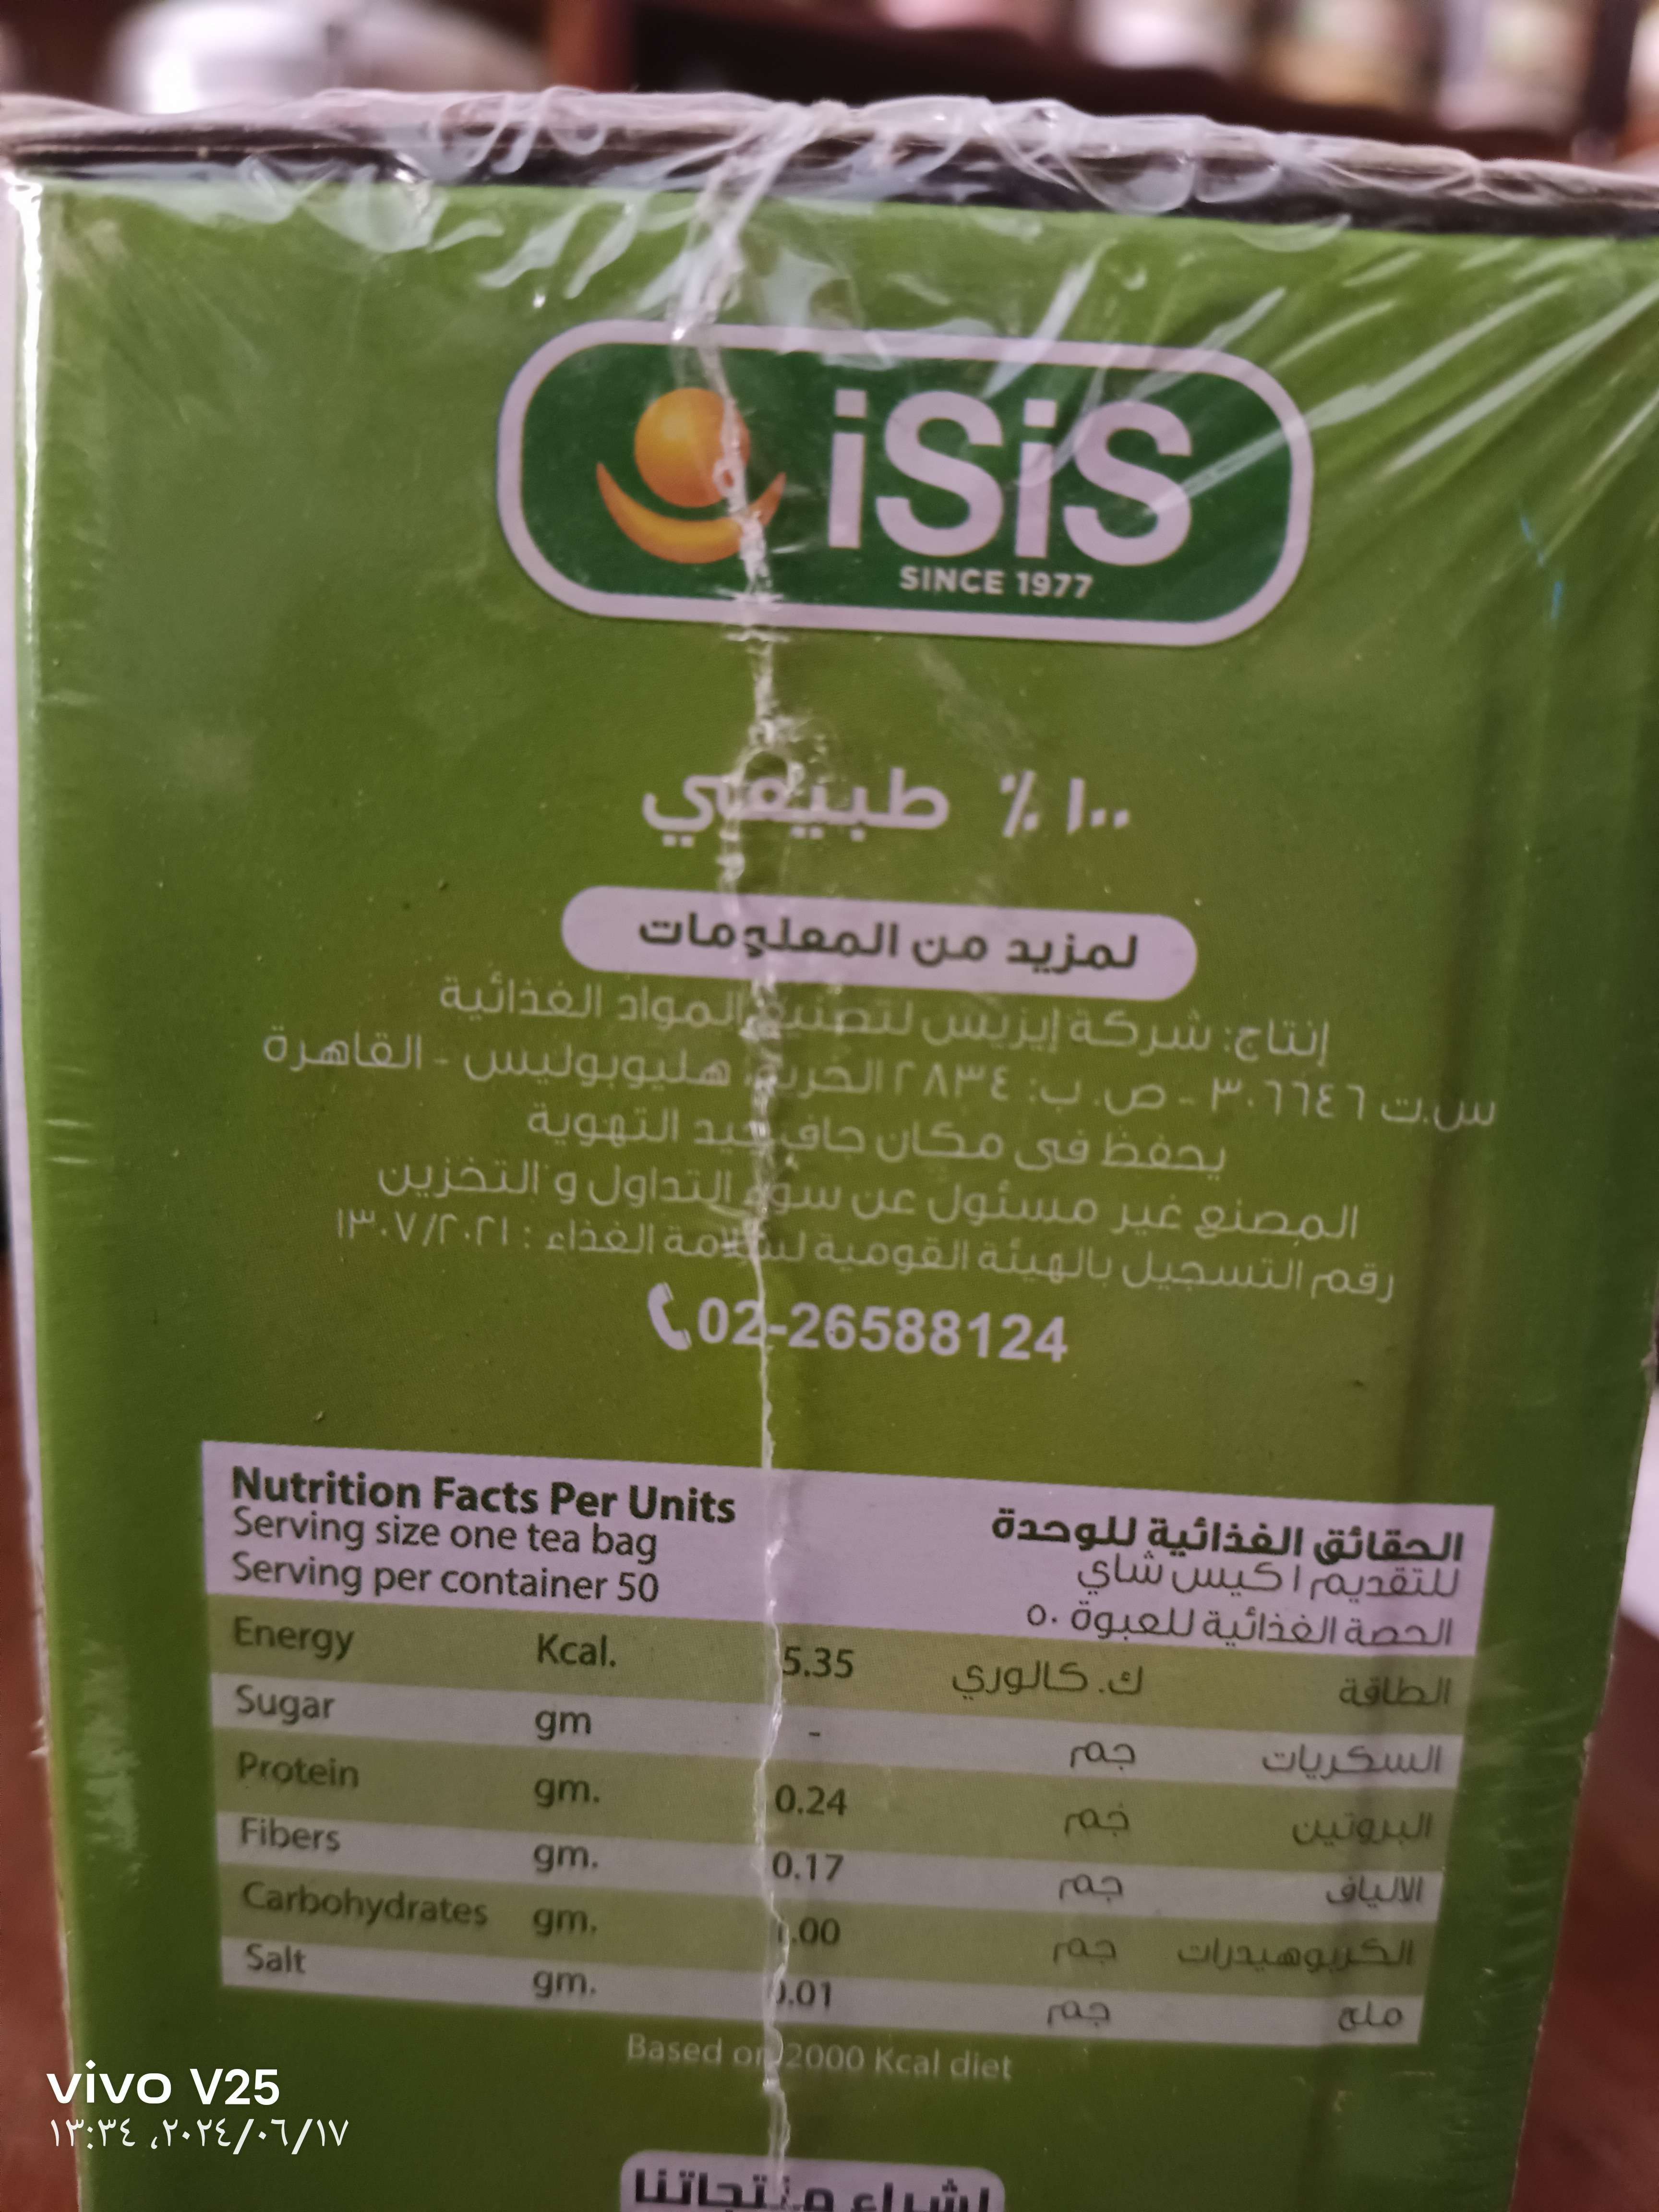 iSiS
SINCE 1977
١٠٠ ٪ طبيعي
لمزيد من المعلومات
إنتاج: شركة إيزيس لتصنيع المواد الغذائية
س.ت ٣٠٦٦٤٦ - ص. ب: ٢٨٣٤ الحرية، هليوبوليس - القاهرة
يحفظ فى مكان جاف جيد التهوية
المصنع غير مسئول عن سوء التداول و التخزين
رقم التسجيل بالهيئة القومية لسلامة الغذاء : ١٣٠٧/٢٠٢١
02-26588124
Nutrition Facts Per Units الحقائق الغذائية للوحدة
Serving size one tea bag للتقديم ١ كيس شاي
Serving per container 50 الحصة الغذائية للعبوة ٥٠
Energy Kcal. 5.35 ك. كالوري الطاقة
Sugar gm - جم السكريات
Protein gm. 0.24 جم البروتين
Fibers gm. 0.17 جم الالياف
Carbohydrates gm. 1.00 جم الكربوهيدرات
Salt gm. 0.01 جم ملح
Based on 2000 Kcal diet
لشراء منتجاتنا
vivo V25
٢٠٢٤/٠٦/١٧، ١٣:٣٤